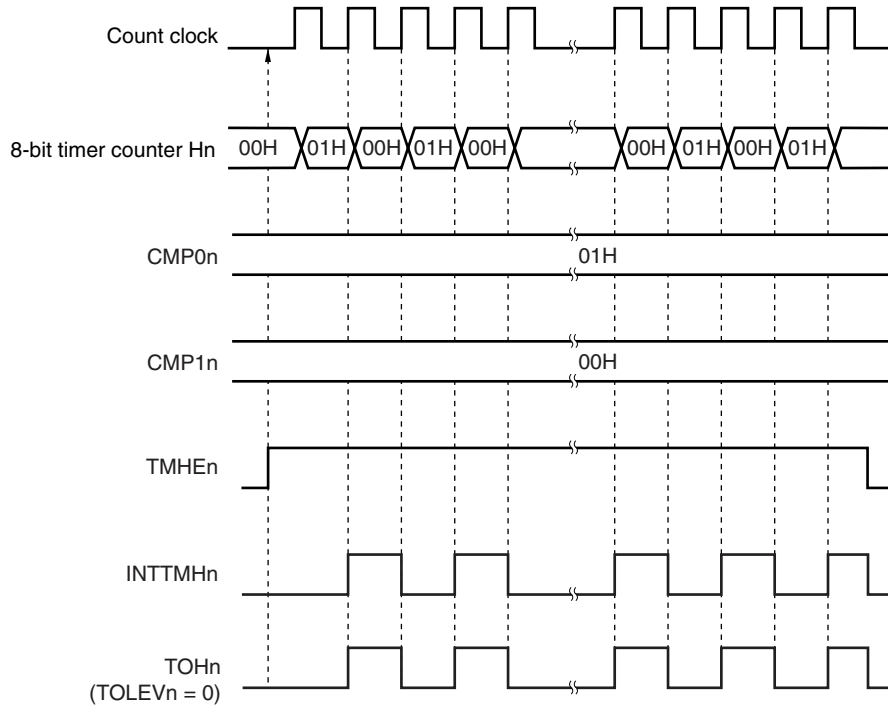 Count clock
8-bit timer counter Hn 00H 01H 00H 01H 00H 00H 01H 00H 01H
CMP0n 01H
CMP1n 00H
TMHEn
INTTMHn
TOHn
(TOLEVn = 0)